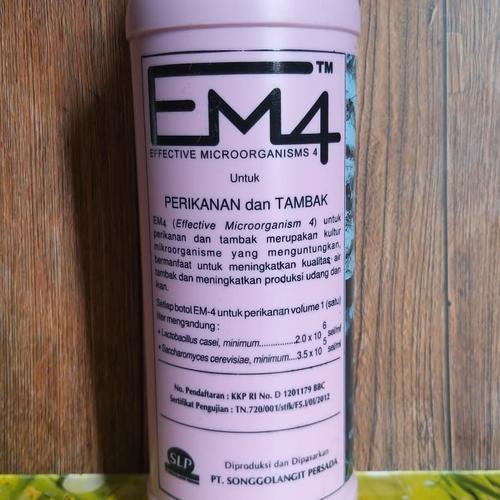 EM4™
EFFECTIVE MICROORGANISMS 4
Untuk
PERIKANAN dan TAMBAK
EM4 (Effective Microorganism 4) untuk
perikanan dan tambak merupakan kultur
mikroorganisme yang menguntungkan,
bermanfaat untuk meningkatkan kualitas air
tambak dan meningkatkan produksi udang dan
ikan.
Setiap botol EM-4 untuk perikanan volume 1 (satu)
liter mengandung :
• Lactobacillus casei, minimum................2.0 x 10⁶ sel/ml
• Saccharomyces cerevisiae, minimum....3.5 x 10⁵ sel/ml
No. Pendaftaran : KKP RI No. D 1201179 BBC
Sertifikat Pengujian : TN.720/001/stfk/F5.I/01/2012
SLP
Diproduksi dan Dipasarkan
PT. SONGGOLANGIT PERSADA